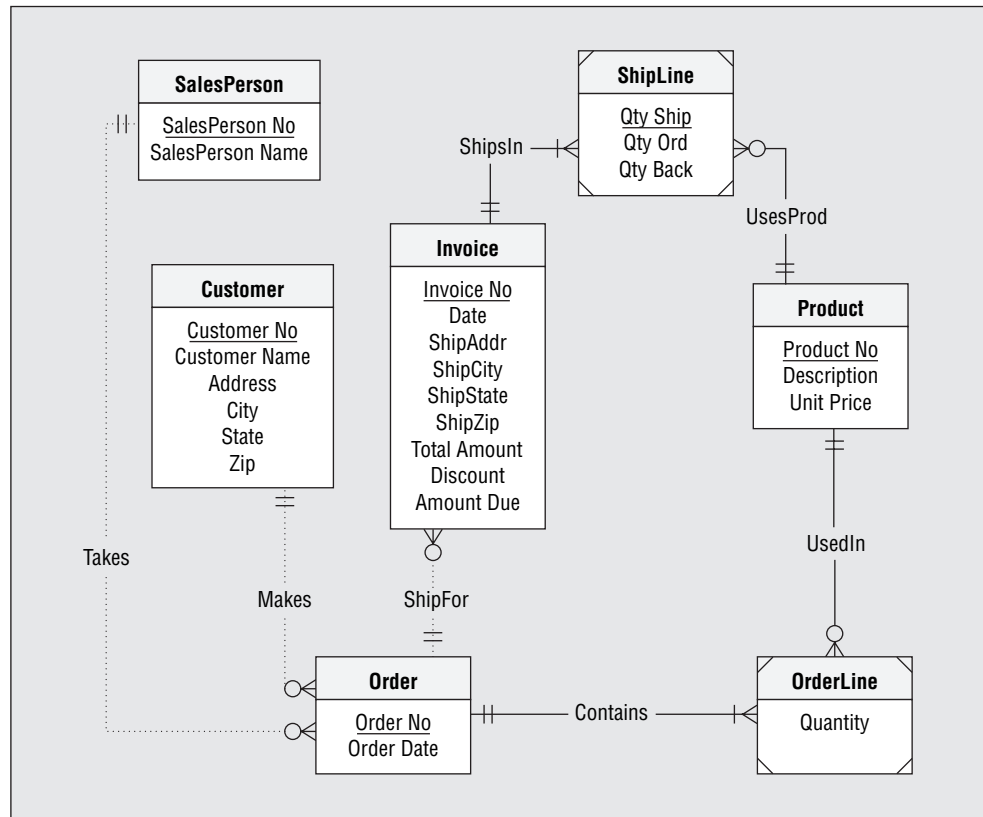 SalesPerson
SalesPerson No
SalesPerson Name
ShipLine
Qty Ship
Qty Ord
Qty Back
ShipsIn
UsesProd
Invoice
Invoice No
Date
ShipAddr
ShipCity
ShipState
ShipZip
Total Amount
Discount
Amount Due
Customer
Customer No
Customer Name
Address
City
State
Zip
Product
Product No
Description
Unit Price
Takes
Makes
ShipFor
UsedIn
Order
Order No
Order Date
Contains
OrderLine
Quantity